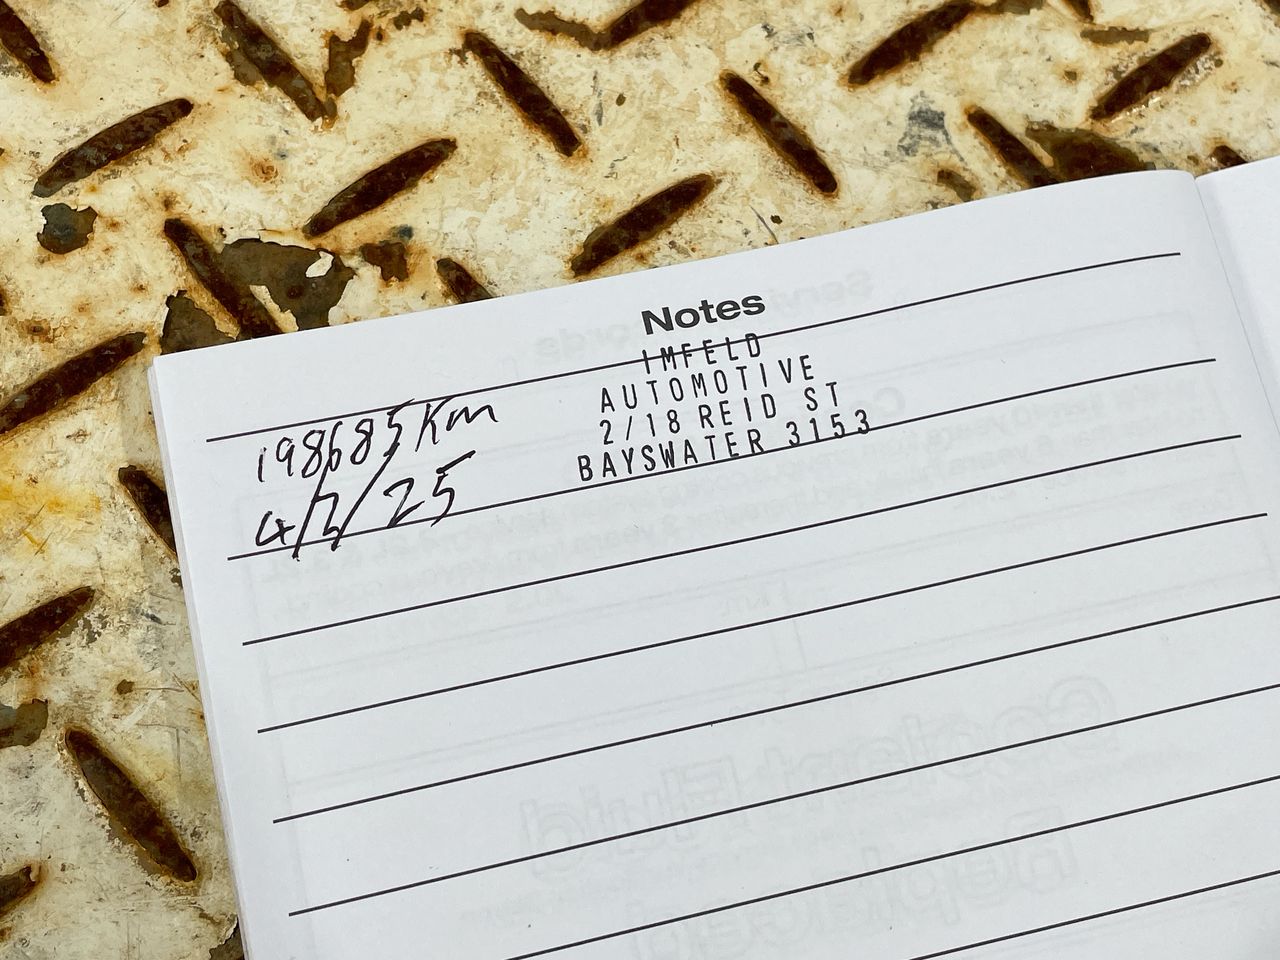 Notes
IMFELD
AUTOMOTIVE
2/18 REID ST
BAYSWATER 3153
198685 Km
4/2/25